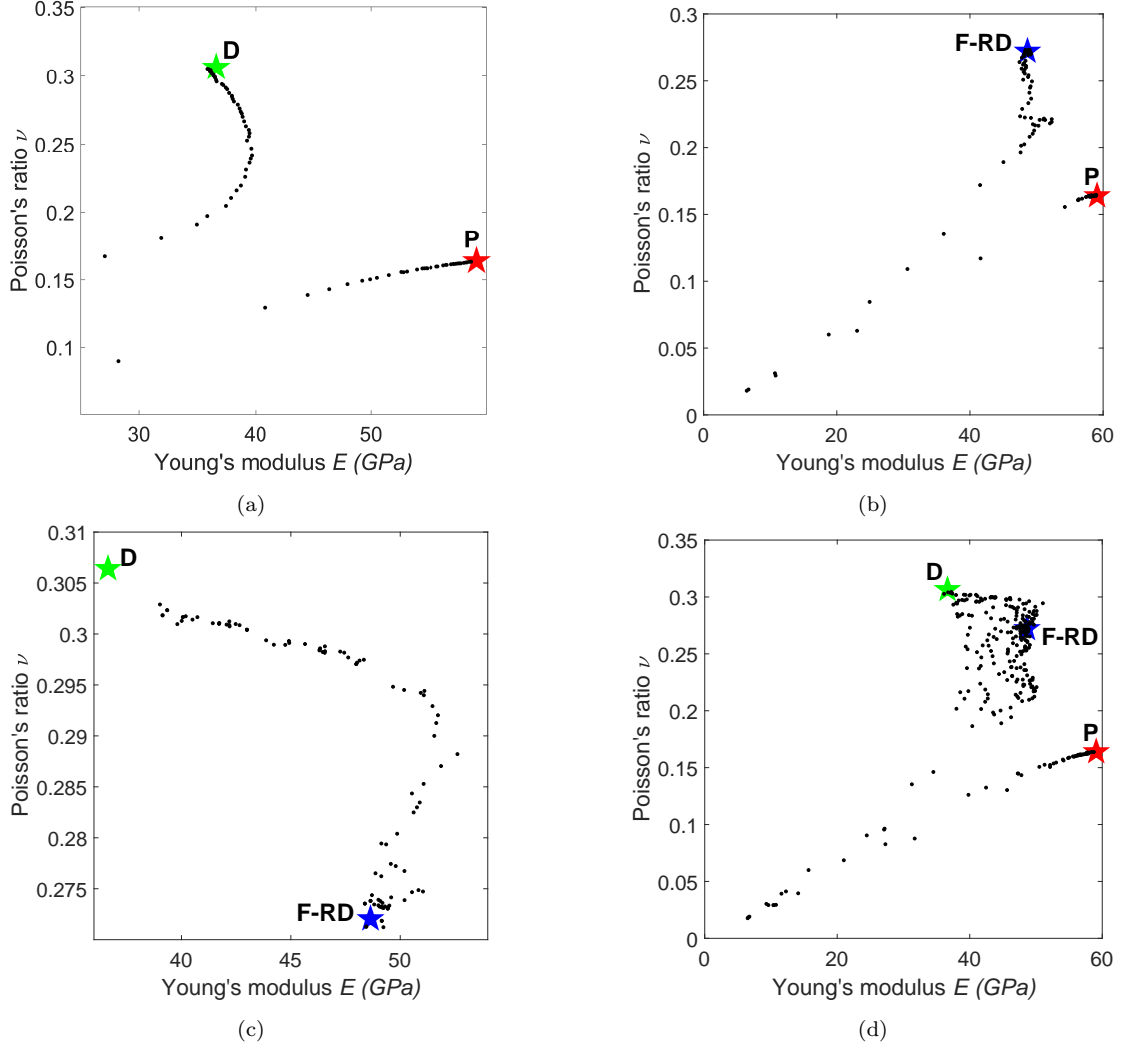 0.35
0.3
0.25
0.2
0.15
0.1
30
40
50
Poisson's ratio ν
Young's modulus E (GPa)
D
P
(a)
0.3
0.25
0.2
0.15
0.1
0.05
0
0
20
40
60
Poisson's ratio ν
Young's modulus E (GPa)
F-RD
P
(b)
0.31
0.305
0.3
0.295
0.29
0.285
0.28
0.275
40
45
50
Poisson's ratio ν
Young's modulus E (GPa)
D
F-RD
(c)
0.35
0.3
0.25
0.2
0.15
0.1
0.05
0
0
20
40
60
Poisson's ratio ν
Young's modulus E (GPa)
D
F-RD
P
(d)